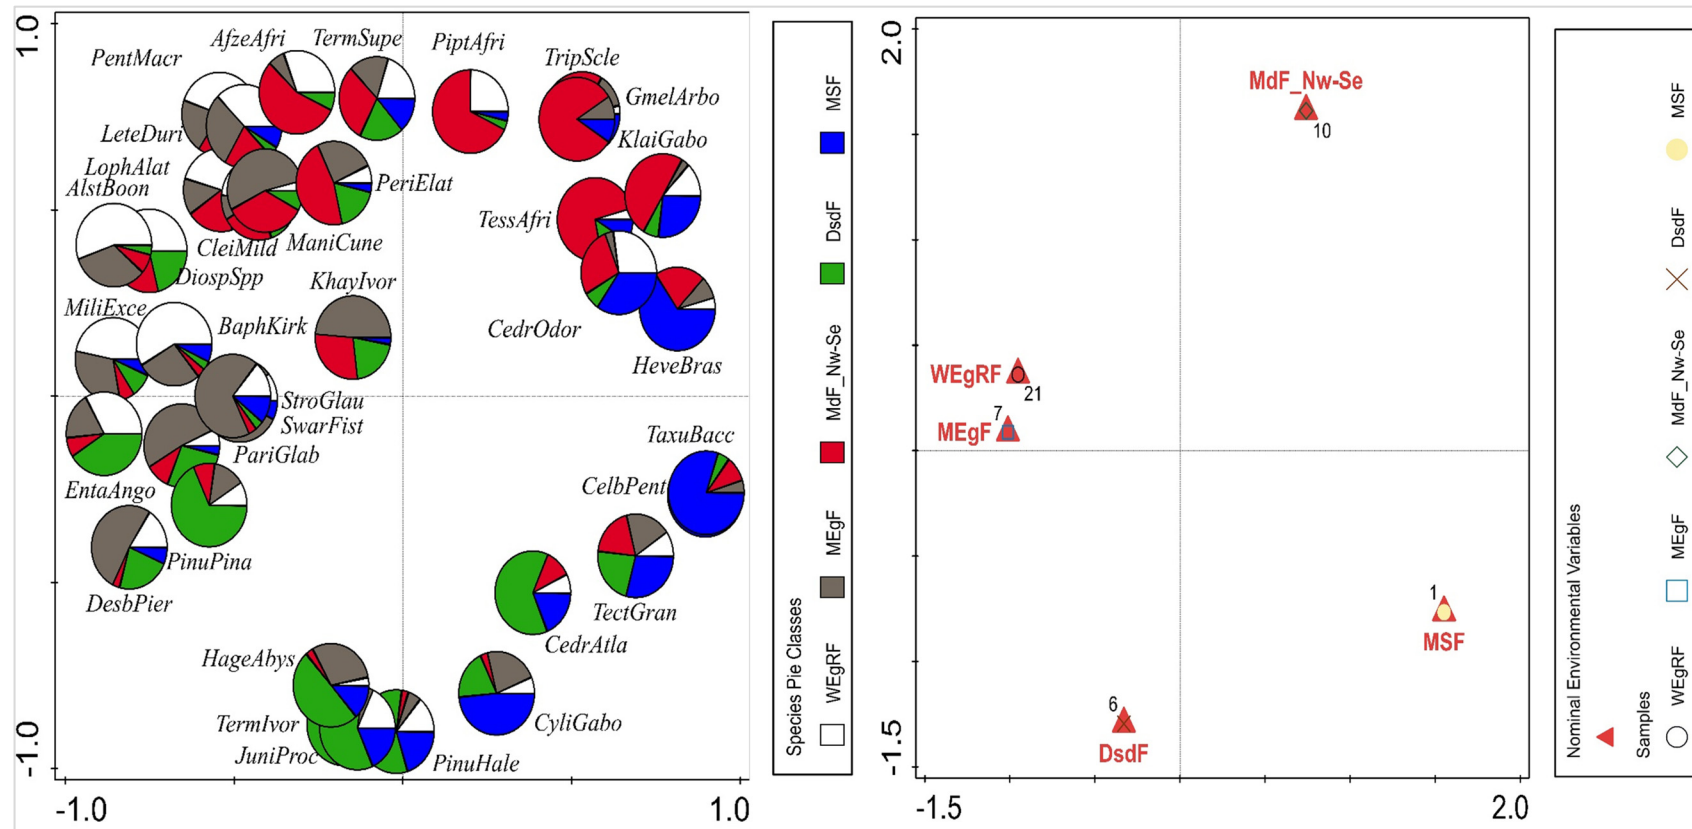 1.0
-1.0
-1.0
1.0
PentMacr
AfzeAfri
TermSupe
PiptAfri
TripScle
GmelArbo
LeteDuri
KlaiGabo
LophAlat
AlstBoon
PeriElat
TessAfri
CleiMild
ManiCune
DiospSpp
KhayIvor
MiliExce
BaphKirk
CedrOdor
HeveBras
StroGlau
SwarFist
TaxuBacc
PariGlab
EntaAngo
CelbPent
PinuPina
DesbPier
TectGran
CedrAtla
HageAbys
TermIvor
CyliGabo
JuniProc
PinuHale
Species Pie Classes
WEgRF
MEgF
MdF_Nw-Se
DsdF
MSF
2.0
-1.5
-1.5
2.0
MdF_Nw-Se
10
WEgRF
21
7
MEgF
1
MSF
6
DsdF
Nominal Environmental Variables
Samples
WEgRF
MEgF
MdF_Nw-Se
DsdF
MSF